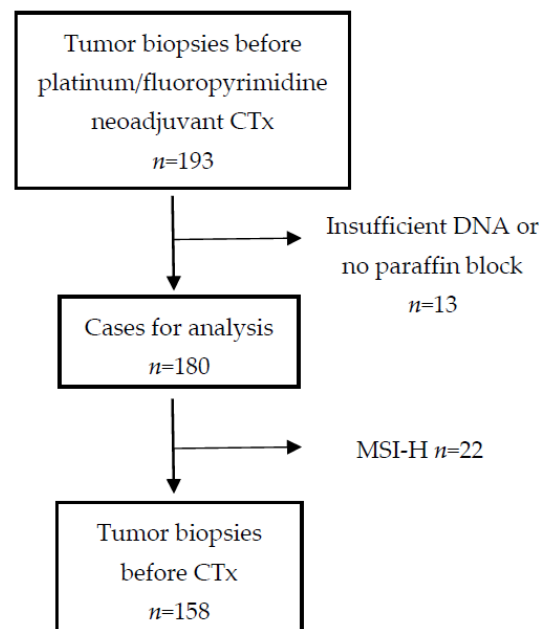 Tumor biopsies before
platinum/fluoropyrimidine
neoadjuvant CTx
n=193
Insufficient DNA or
no paraffin block
n=13
Cases for analysis
n=180
MSI-H n=22
Tumor biopsies
before CTx
n=158